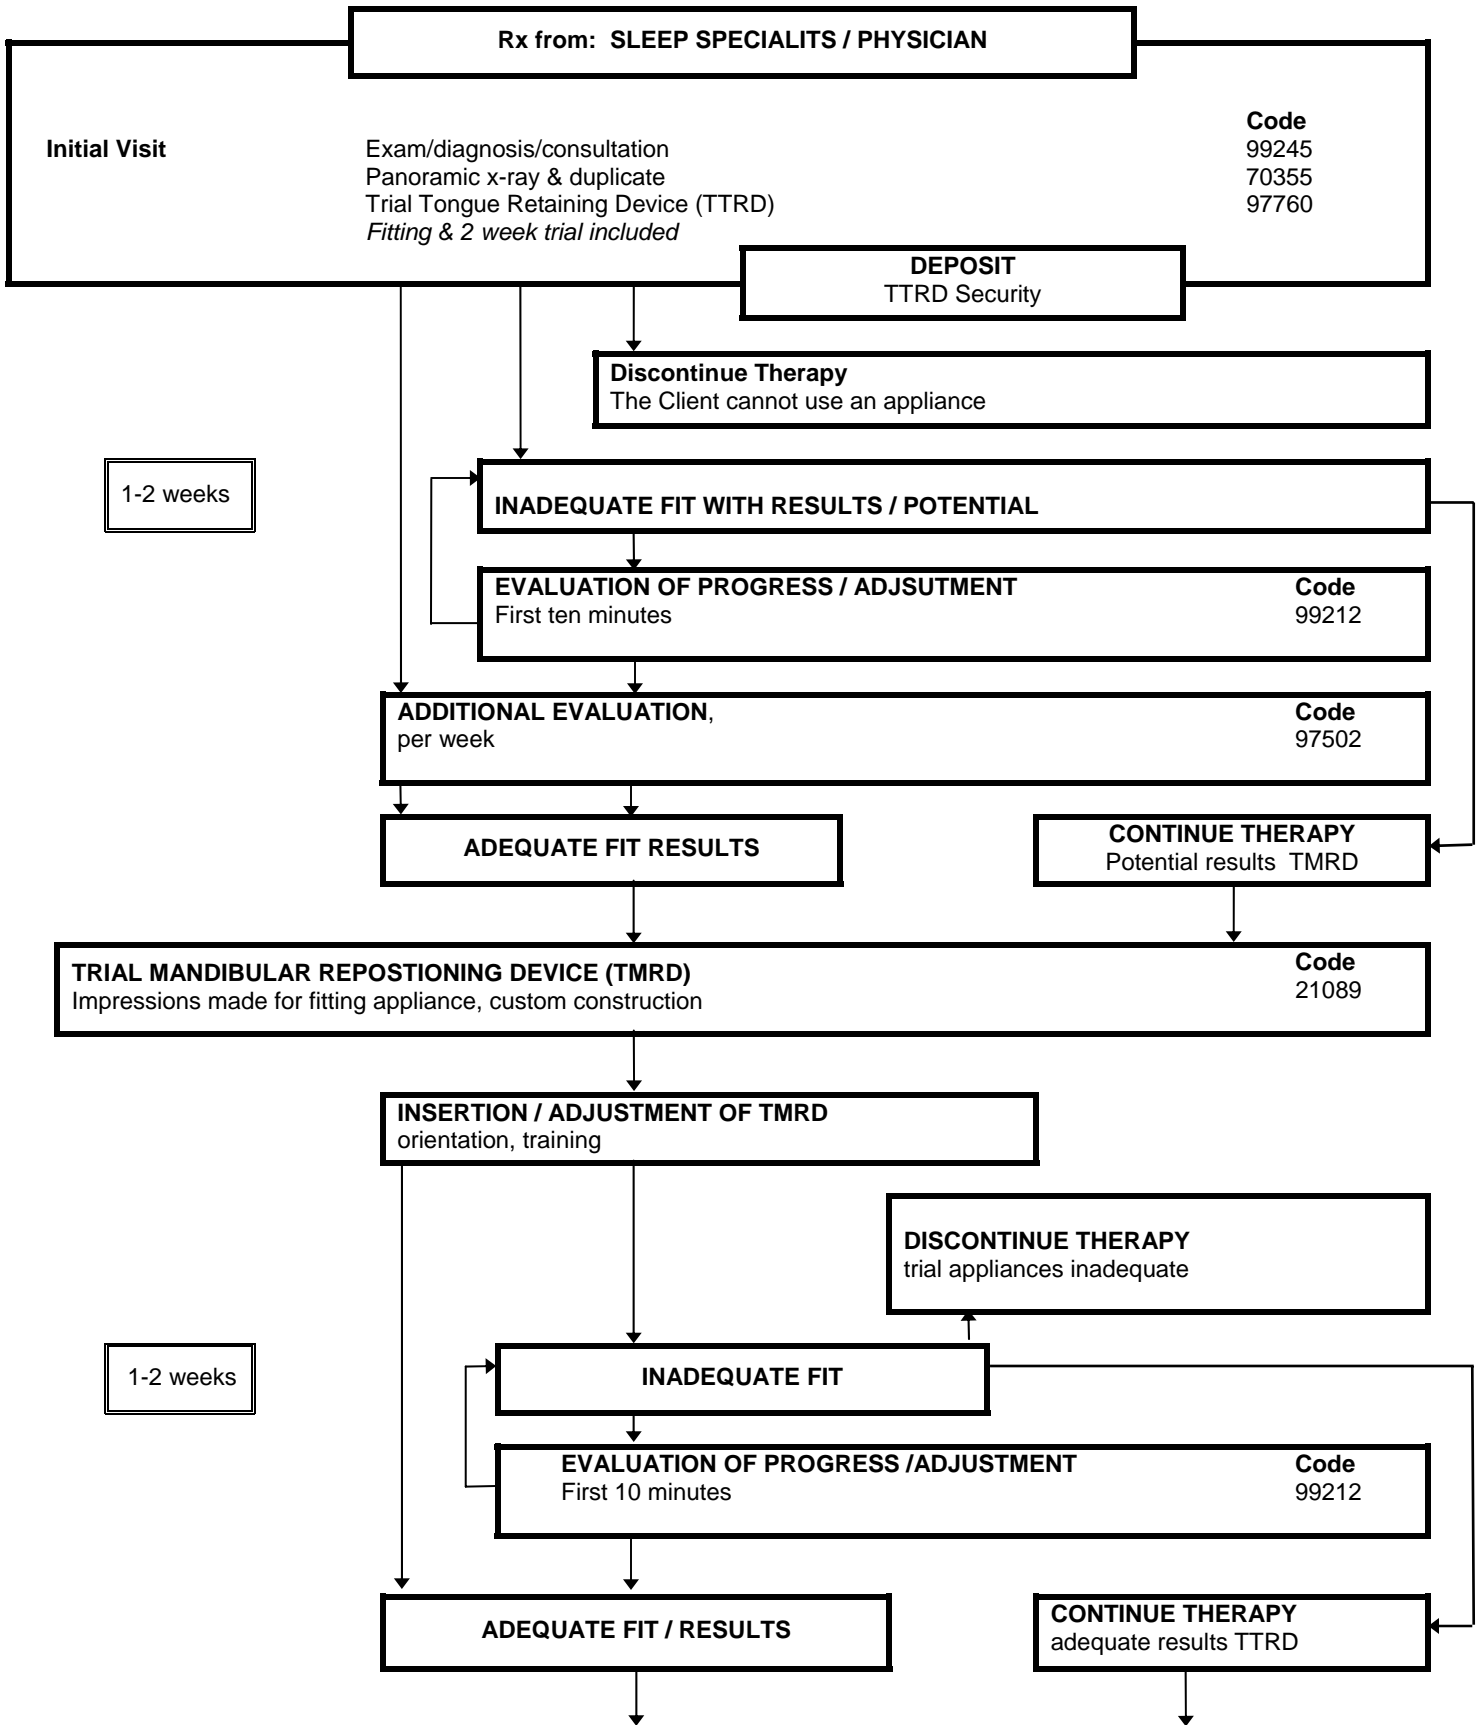 Rx from: SLEEP SPECIALITS / PHYSICIAN
Code
Initial Visit Exam/diagnosis/consultation 99245
Panoramic x-ray & duplicate 70355
Trial Tongue Retaining Device (TTRD) 97760
Fitting & 2 week trial included
DEPOSIT
TTRD Security
Discontinue Therapy
The Client cannot use an appliance
1-2 weeks
INADEQUATE FIT WITH RESULTS / POTENTIAL
EVALUATION OF PROGRESS / ADJSUTMENT Code
First ten minutes 99212
ADDITIONAL EVALUATION, Code
per week 97502
ADEQUATE FIT RESULTS
CONTINUE THERAPY
Potential results TMRD
TRIAL MANDIBULAR REPOSTIONING DEVICE (TMRD) Code
Impressions made for fitting appliance, custom construction 21089
INSERTION / ADJUSTMENT OF TMRD
orientation, training
DISCONTINUE THERAPY
trial appliances inadequate
1-2 weeks
INADEQUATE FIT
EVALUATION OF PROGRESS /ADJUSTMENT Code
First 10 minutes 99212
ADEQUATE FIT / RESULTS
CONTINUE THERAPY
adequate results TTRD